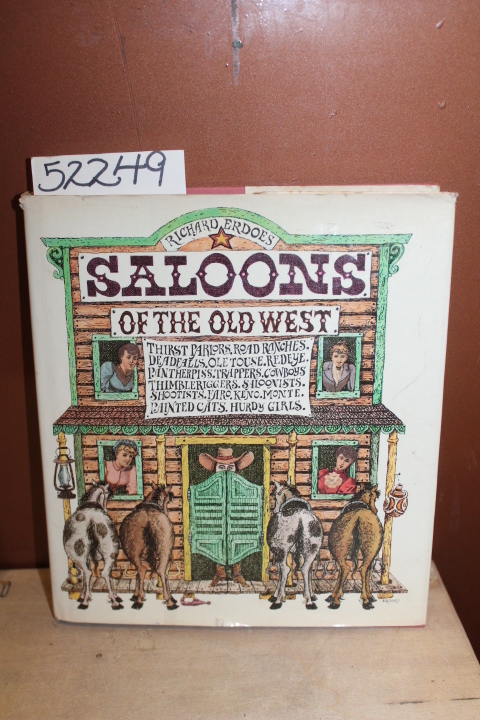 52249
RICHARD ERDOES
SALOONS
OF THE OLD WEST
THIRST PARLORS. ROAD RANCHES.
DEADFALLS. OLE TOUSE. REDEYE.
PANTHERPISS. TRAPPERS. COWBOYS
THIMBLERIGGERS. SALOONISTS.
SHOOTISTS. FARO. KENO. MONTE.
PAINTED CATS. HURDY GIRLS.